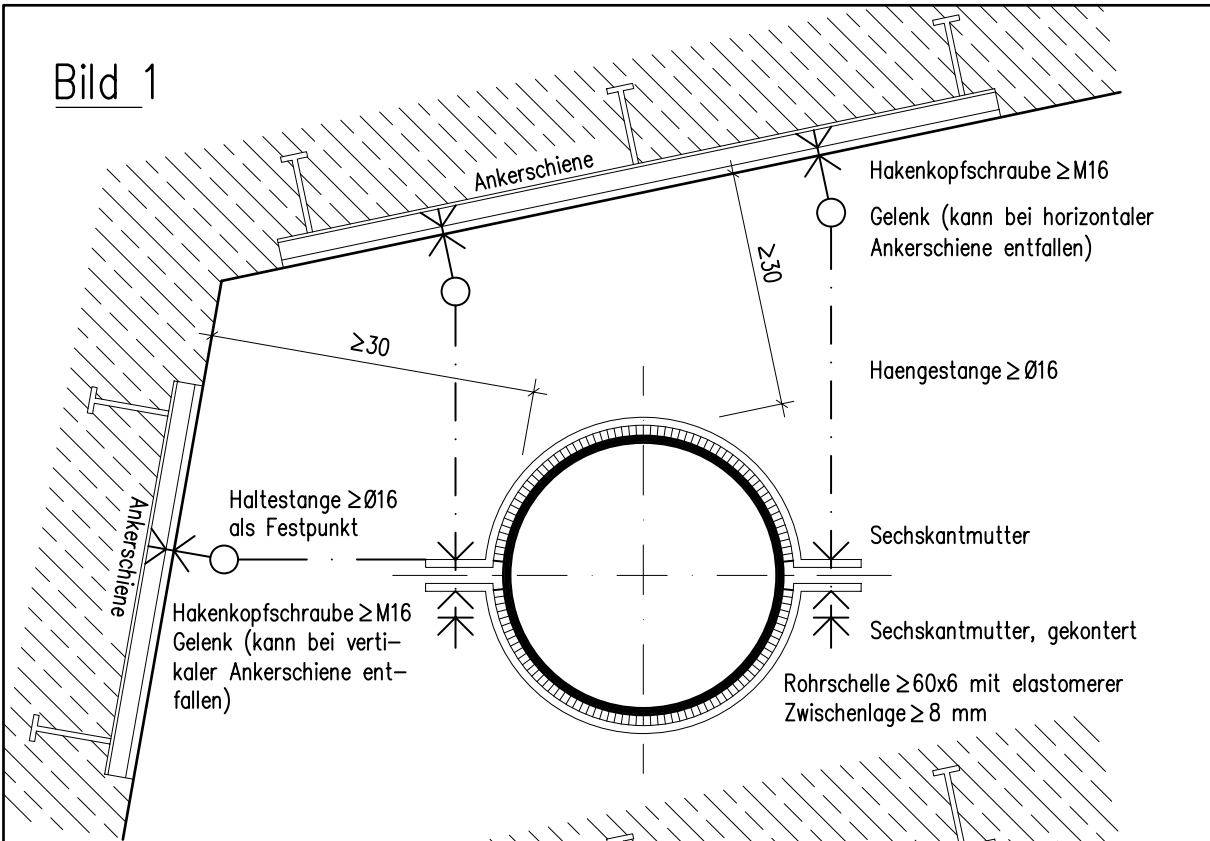 Bild 1
Ankerschiene
Hakenkopfschraube ≥ M16
Gelenk (kann bei horizontaler
Ankerschiene entfallen)
≥30
≥30
Haengestange ≥ Ø16
Haltestange ≥ Ø16
als Festpunkt
Ankerschiene
Sechskantmutter
Hakenkopfschraube ≥ M16
Gelenk (kann bei verti–
kaler Ankerschiene ent–
fallen)
Sechskantmutter, gekontert
Rohrschelle ≥ 60x6 mit elastomerer
Zwischenlage ≥ 8 mm